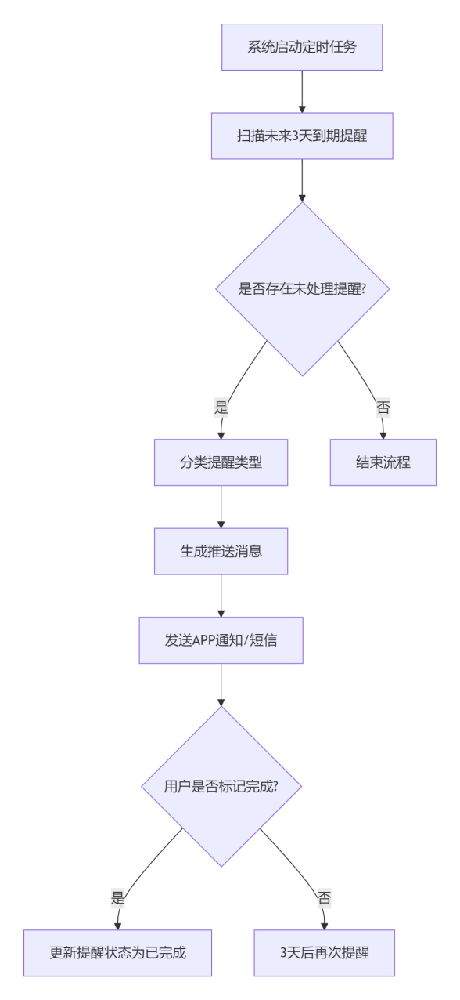 系统启动定时任务
扫描未来3天到期提醒
是否存在未处理提醒?
是
否
分类提醒类型
结束流程
生成推送消息
发送APP通知/短信
用户是否标记完成?
是
否
更新提醒状态为已完成
3天后再次提醒